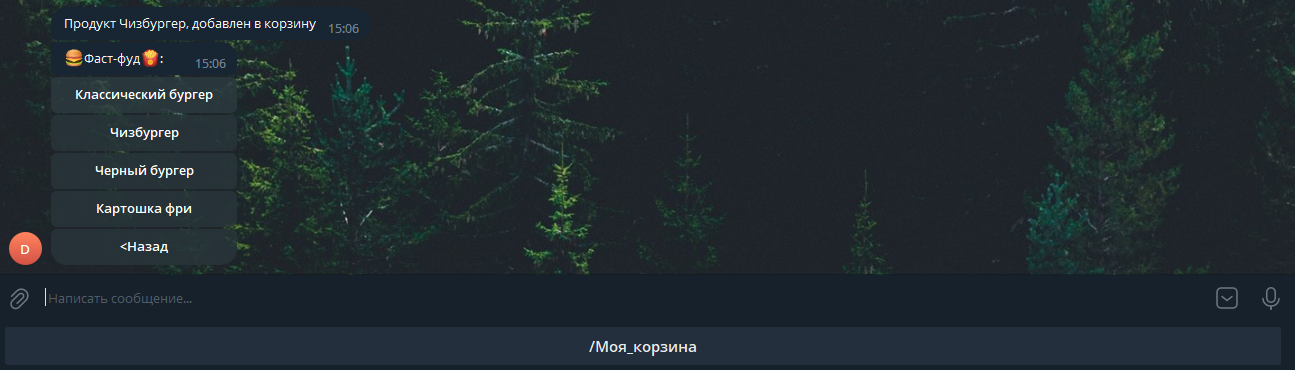 Продукт Чизбургер, добавлен в корзину 15:06
🍔Фаст-фуд🍟: 15:06
Классический бургер
Чизбургер
Черный бургер
Картошка фри
<Назад
D
Написать сообщение...
/Моя_корзина